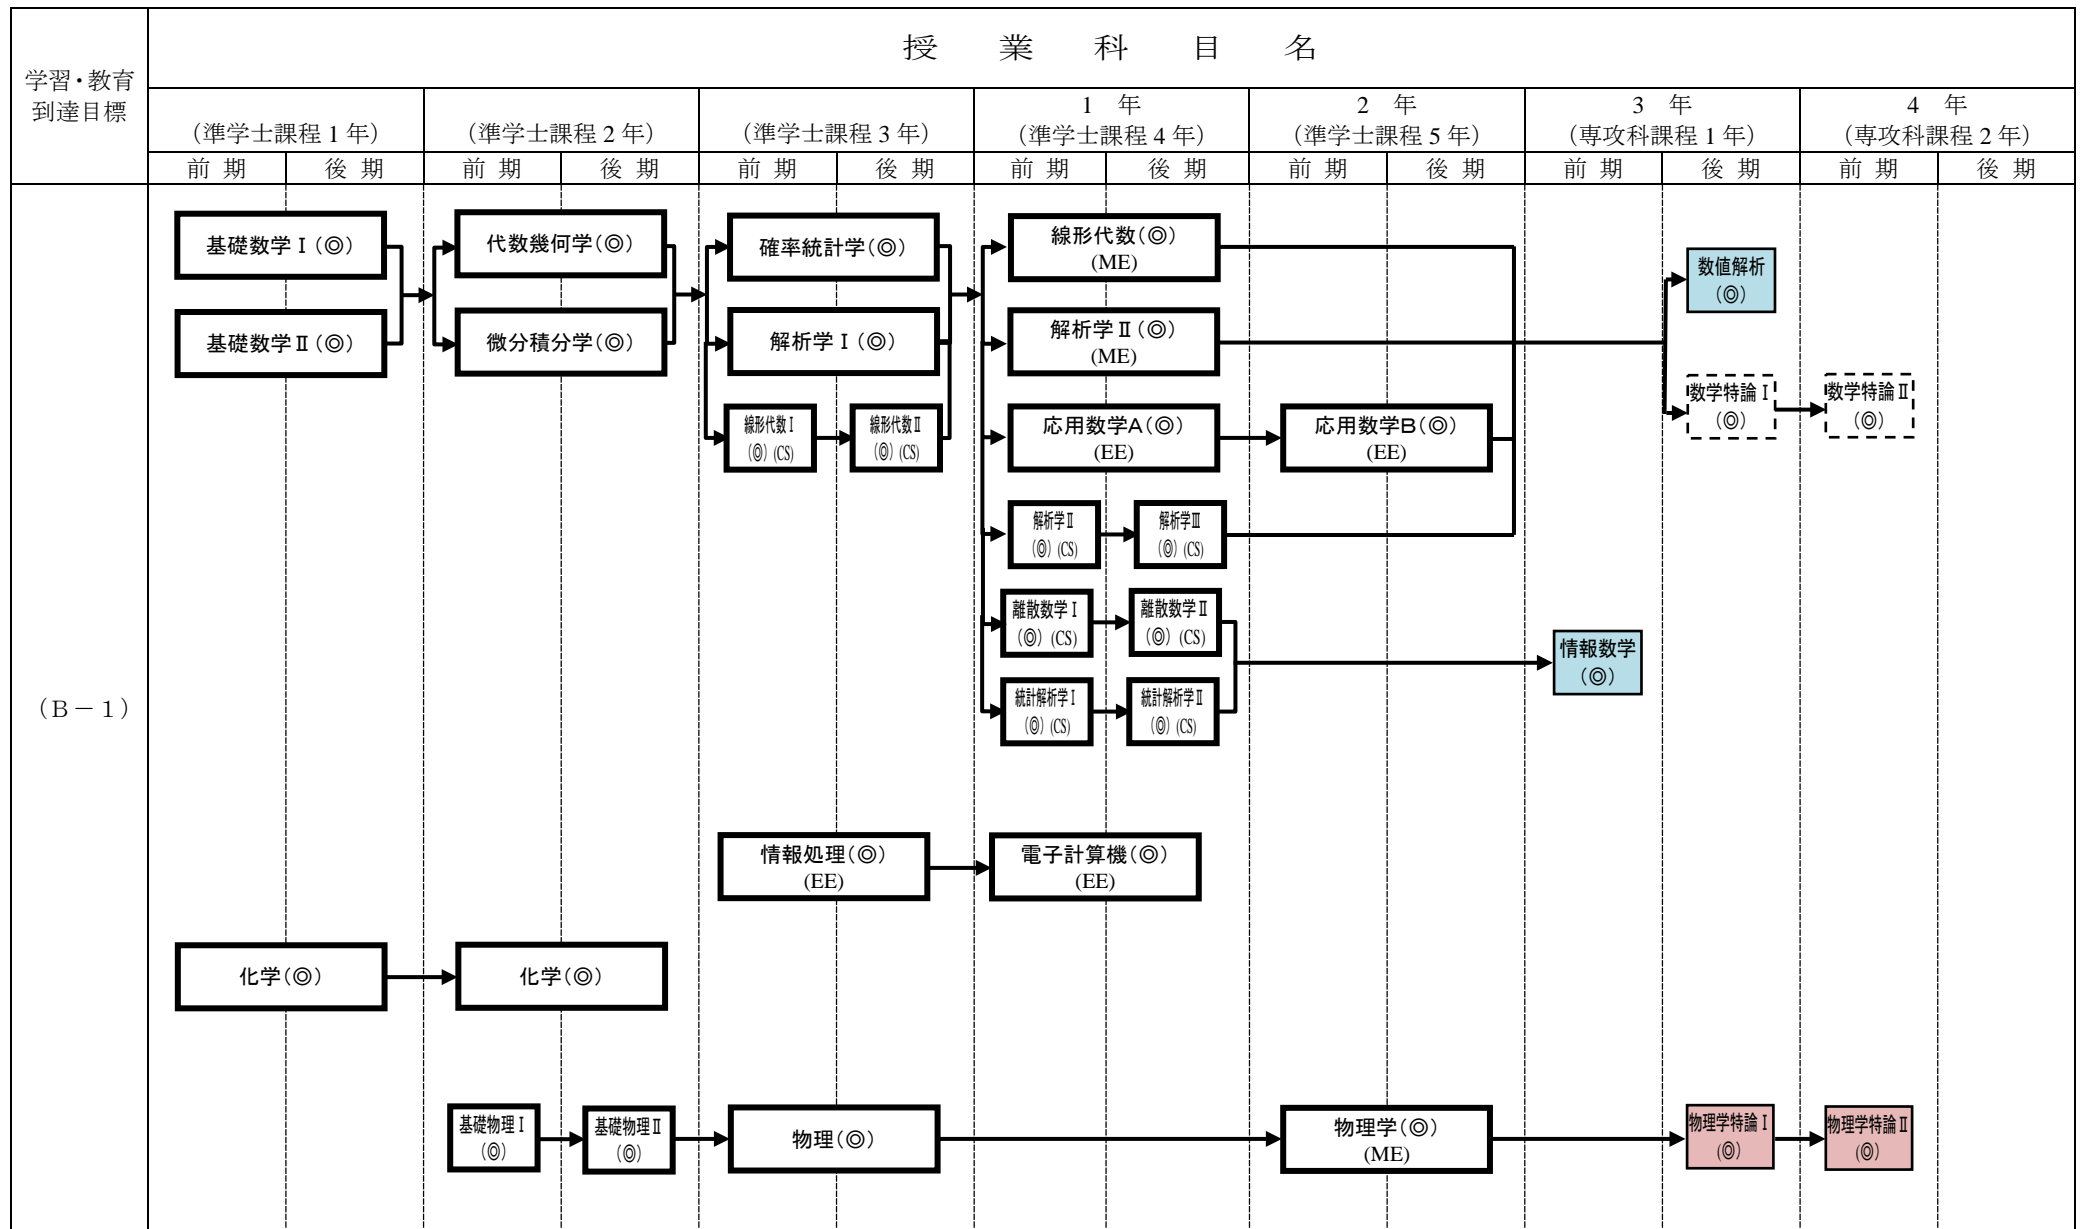 授 業 科 目 名
学習・教育
到達目標
(準学士課程 1 年)
(準学士課程 2 年)
(準学士課程 3 年)
1 年
(準学士課程 4 年)
2 年
(準学士課程 5 年)
3 年
(専攻科課程 1 年)
4 年
(専攻科課程 2 年)
前 期
後 期
前 期
後 期
前 期
後 期
前 期
後 期
前 期
後 期
前 期
後 期
前 期
後 期
(B－1)
基礎数学Ⅰ(◎)
代数幾何学(◎)
確率統計学(◎)
線形代数(◎)
(ME)
数値解析
(◎)
基礎数学Ⅱ(◎)
微分積分学(◎)
解析学Ⅰ(◎)
解析学Ⅱ(◎)
(ME)
数学特論Ⅰ
(◎)
数学特論Ⅱ
(◎)
線形代数Ⅰ
(◎) (CS)
線形代数Ⅱ
(◎) (CS)
応用数学A(◎)
(EE)
応用数学B(◎)
(EE)
解析学Ⅱ
(◎) (CS)
解析学Ⅲ
(◎) (CS)
離散数学Ⅰ
(◎) (CS)
離散数学Ⅱ
(◎) (CS)
情報数学
(◎)
統計解析学Ⅰ
(◎) (CS)
統計解析学Ⅱ
(◎) (CS)
情報処理(◎)
(EE)
電子計算機(◎)
(EE)
化学(◎)
化学(◎)
基礎物理Ⅰ
(◎)
基礎物理Ⅱ
(◎)
物理(◎)
物理学(◎)
(ME)
物理学特論Ⅰ
(◎)
物理学特論Ⅱ
(◎)